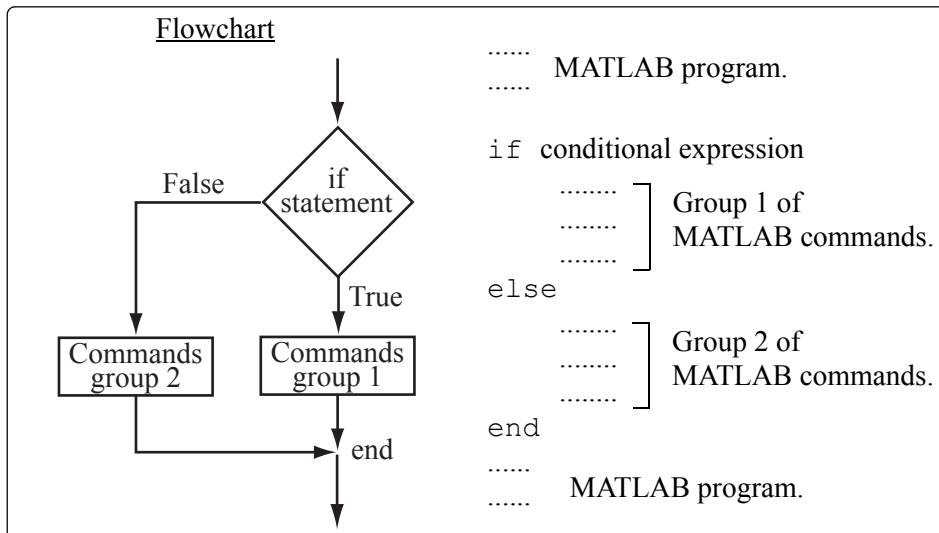 Flowchart
if
statement
False
True
Commands
group 2
Commands
group 1
end
......
...... MATLAB program.
if conditional expression
........
........
........
Group 1 of
MATLAB commands.
else
........
........
........
Group 2 of
MATLAB commands.
end
......
...... MATLAB program.